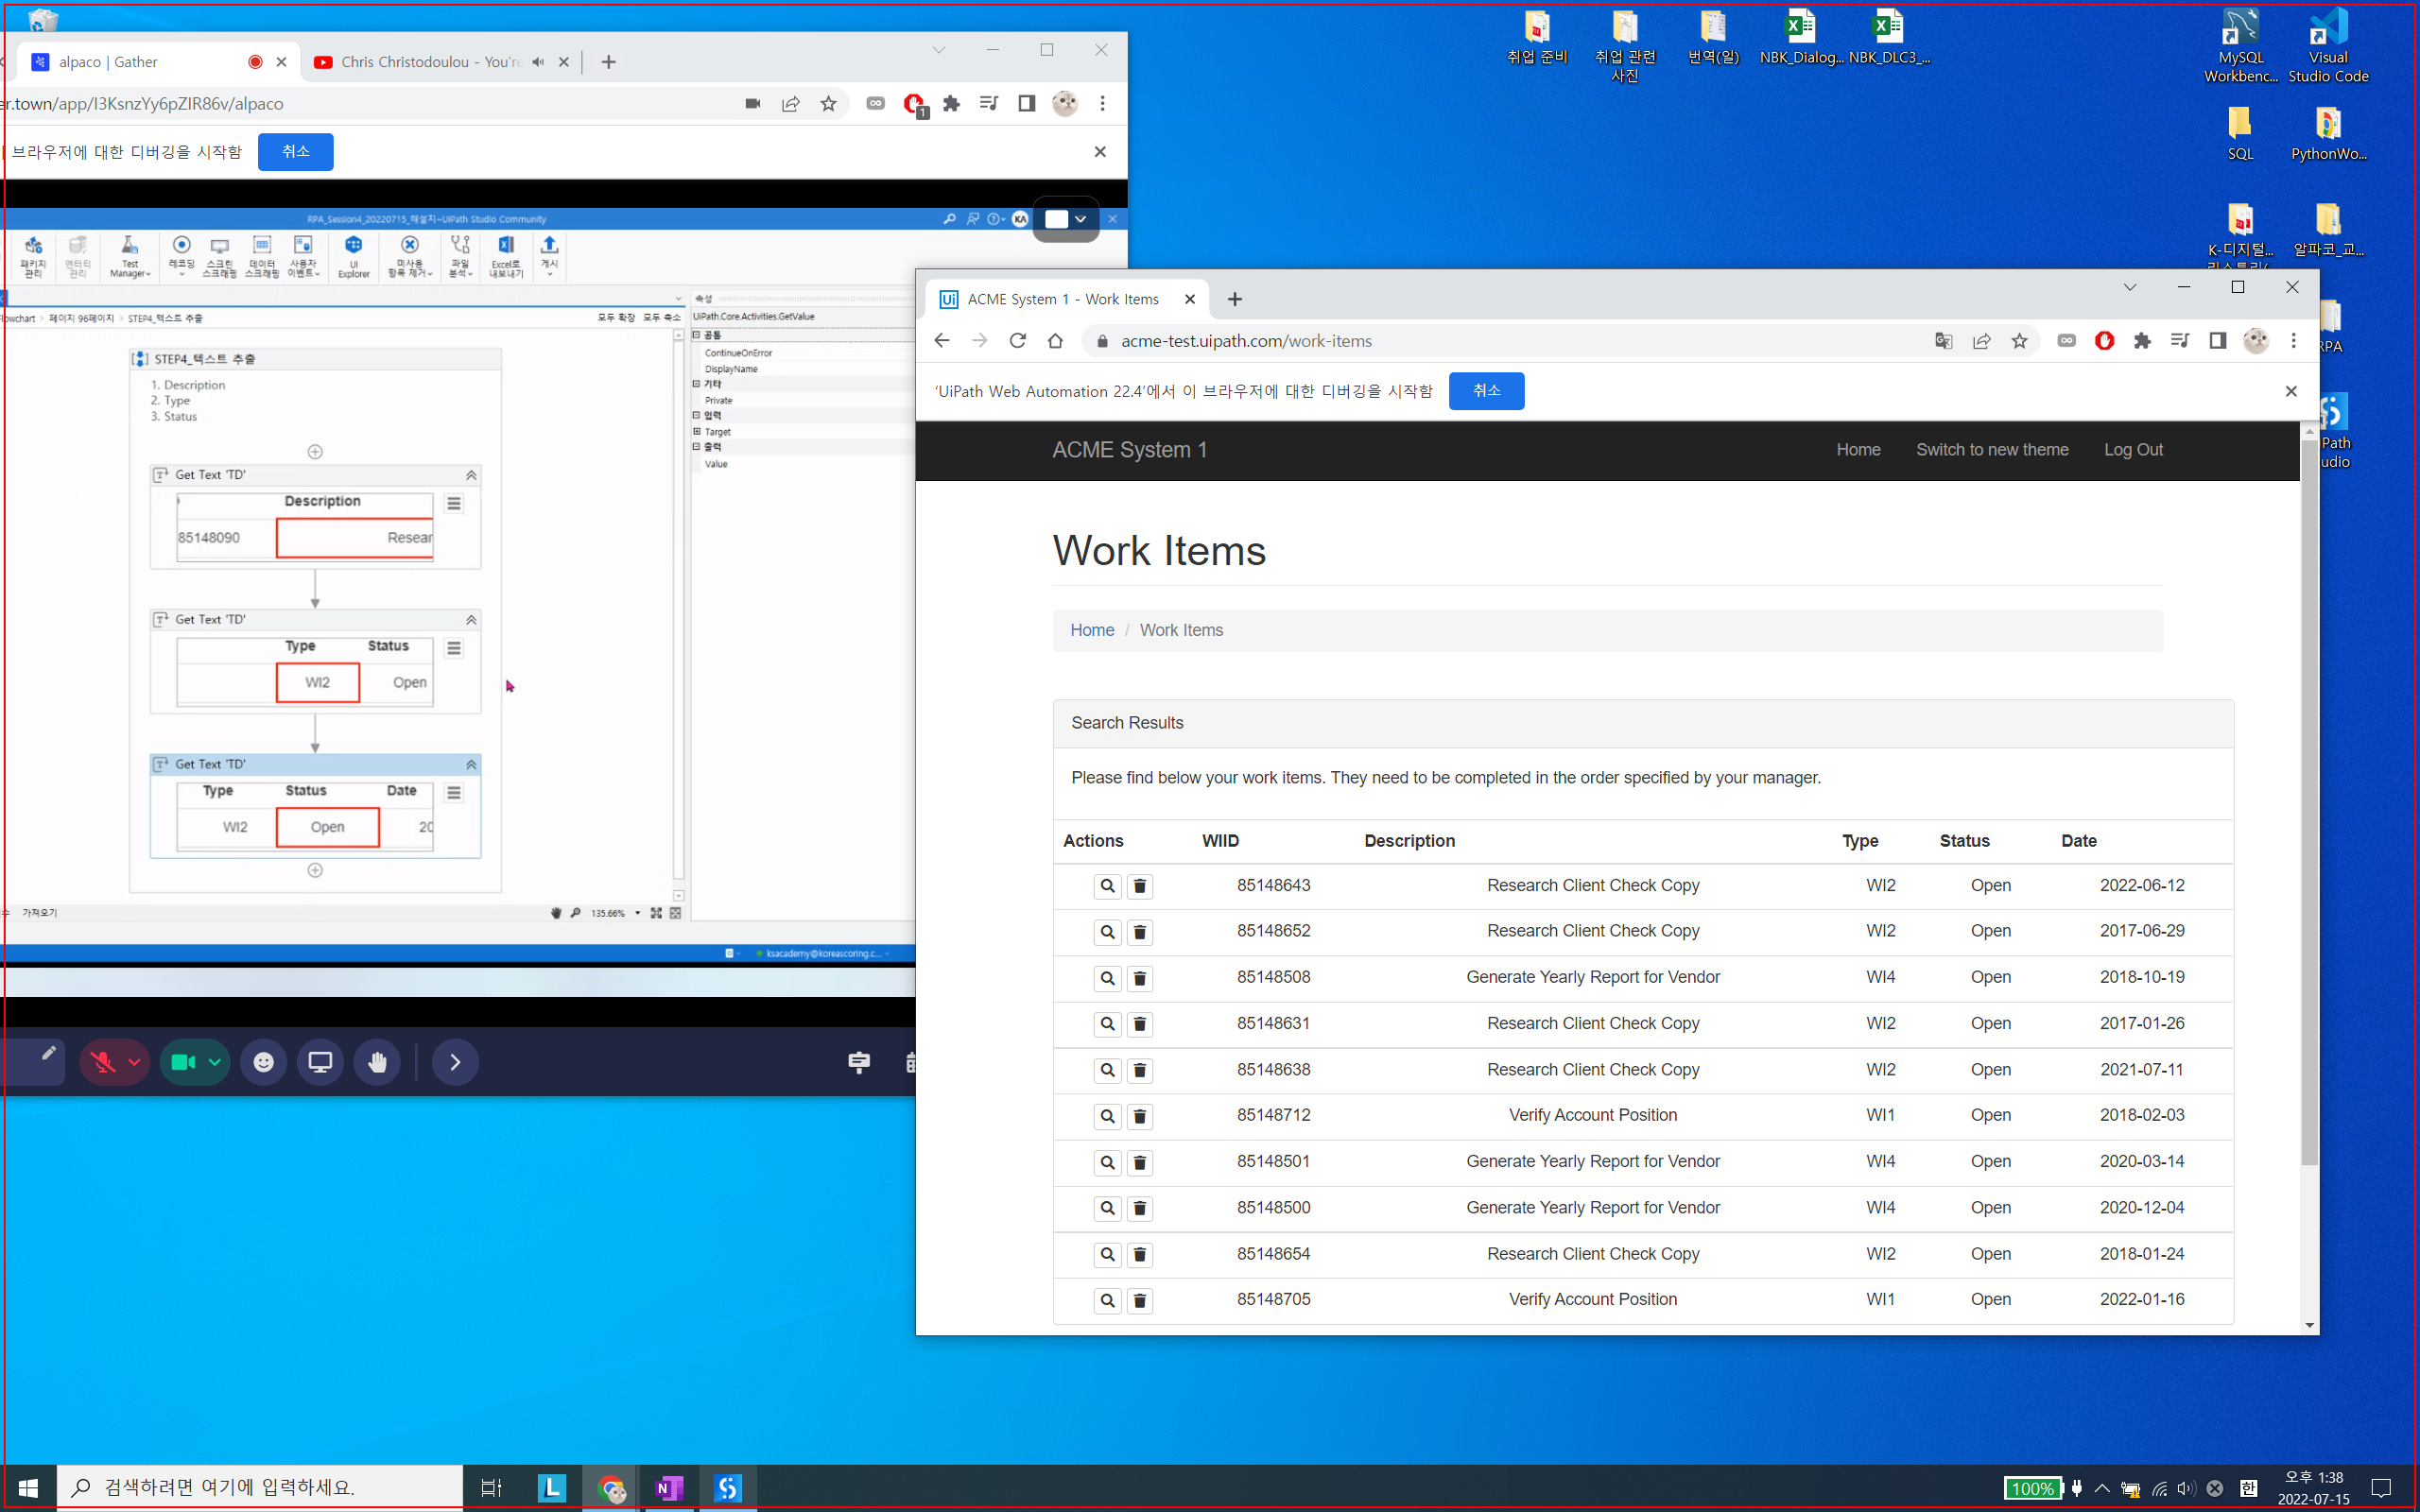 alpaco | Gather
Chris Christodoulou - You're
er.town/app/I3KsnzYy6pZIR86v/alpaco
1
브라우저에 대한 디버깅을 시작함
취소
RPA_Session4_20220715_해설지-UiPath Studio Community
KA
패키지 관리
엔터티 관리
Test Manager
레코딩
스크린 스크래핑
데이터 스크래핑
사용자 이벤트
UI Explorer
미사용 항목 제거
파일 분석
Excel로 내보내기
게시
lowchart > 페이지 96페이지 > STEP4_텍스트 추출
모두 확장 모두 축소
STEP4_텍스트 추출
1. Description
2. Type
3. Status
Get Text 'TD'
Description
85148090 Resear
Get Text 'TD'
Type Status
WI2 Open
Get Text 'TD'
Type Status Date
WI2 Open 20
가져오기
135.66%
속성
UiPath.Core.Activities.GetValue
공통
ContinueOnError
DisplayName
기타
Private
입력
Target
출력
Value
ksacademy@koreascoring.c...
취업 준비
취업 관련 사진
번역(일)
NBK_Dialog...
NBK_DLC3_...
MySQL Workbenc...
Visual Studio Code
SQL
PythonWo...
K-디지털...
알파코_교...
RPA
Path
udio
ACME System 1 - Work Items
acme-test.uipath.com/work-items
'UiPath Web Automation 22.4'에서 이 브라우저에 대한 디버깅을 시작함
취소
ACME System 1
Home
Switch to new theme
Log Out
Work Items
Home / Work Items
Search Results
Please find below your work items. They need to be completed in the order specified by your manager.
Actions WIID Description Type Status Date
85148643 Research Client Check Copy WI2 Open 2022-06-12
85148652 Research Client Check Copy WI2 Open 2017-06-29
85148508 Generate Yearly Report for Vendor WI4 Open 2018-10-19
85148631 Research Client Check Copy WI2 Open 2017-01-26
85148638 Research Client Check Copy WI2 Open 2021-07-11
85148712 Verify Account Position WI1 Open 2018-02-03
85148501 Generate Yearly Report for Vendor WI4 Open 2020-03-14
85148500 Generate Yearly Report for Vendor WI4 Open 2020-12-04
85148654 Research Client Check Copy WI2 Open 2018-01-24
85148705 Verify Account Position WI1 Open 2022-01-16
검색하려면 여기에 입력하세요.
100%
한
오후 1:38
2022-07-15